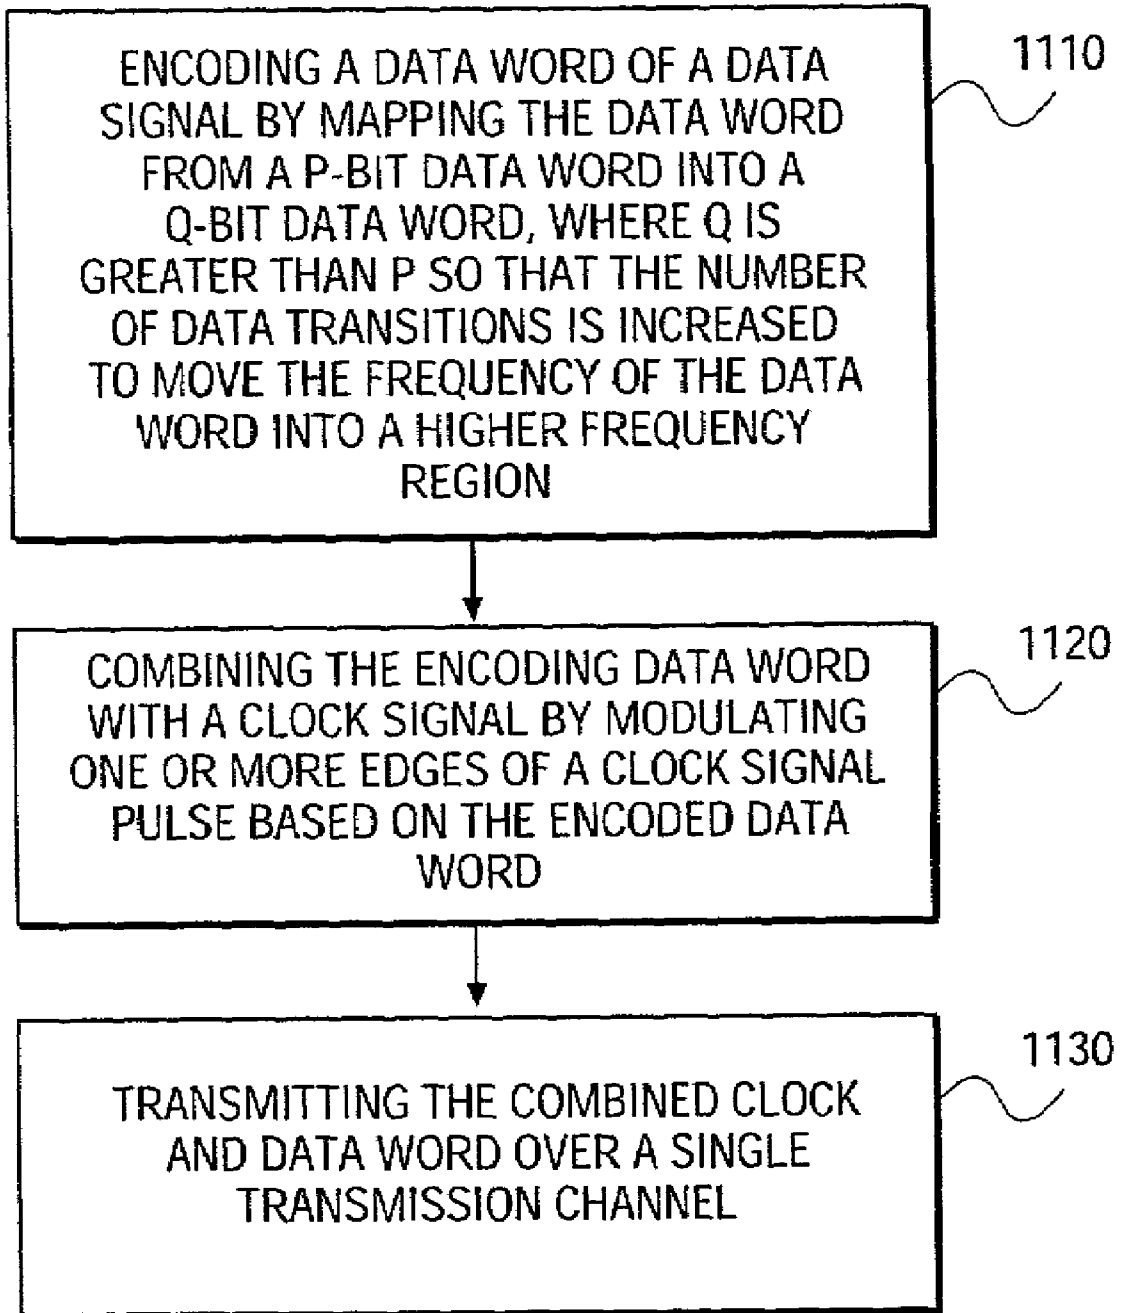 ENCODING A DATA WORD OF A DATA
SIGNAL BY MAPPING THE DATA WORD
FROM A P-BIT DATA WORD INTO A
Q-BIT DATA WORD, WHERE Q IS
GREATER THAN P SO THAT THE NUMBER
OF DATA TRANSITIONS IS INCREASED
TO MOVE THE FREQUENCY OF THE DATA
WORD INTO A HIGHER FREQUENCY
REGION
1110
COMBINING THE ENCODING DATA WORD
WITH A CLOCK SIGNAL BY MODULATING
ONE OR MORE EDGES OF A CLOCK SIGNAL
PULSE BASED ON THE ENCODED DATA
WORD
1120
TRANSMITTING THE COMBINED CLOCK
AND DATA WORD OVER A SINGLE
TRANSMISSION CHANNEL
1130